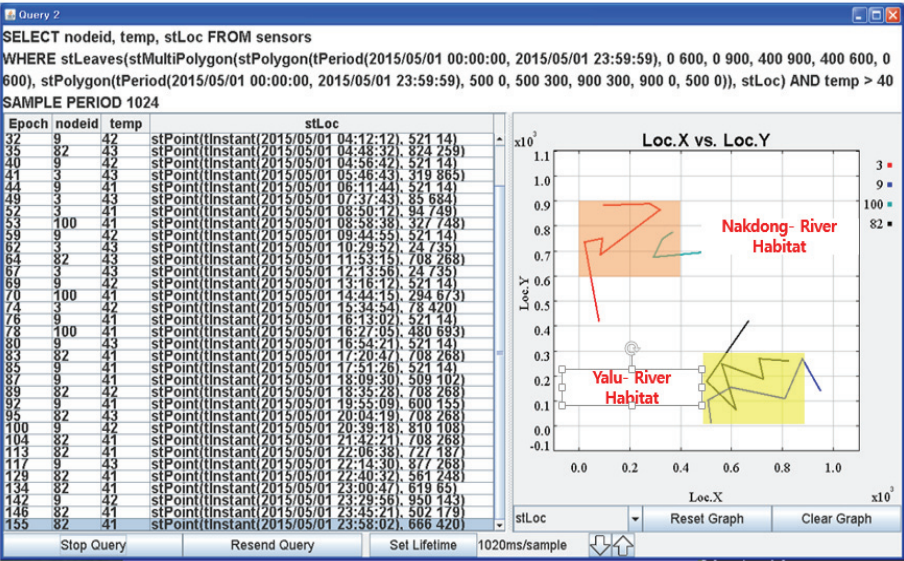 Query 2
SELECT nodeid, temp, stLoc FROM sensors
WHERE stLeaves(stMultiPolygon(stPolygon(tPeriod(2015/05/01 00:00:00, 2015/05/01 23:59:59), 0 600, 0 900, 400 900, 400 600, 0
600), stPolygon(tPeriod(2015/05/01 00:00:00, 2015/05/01 23:59:59), 500 0, 500 300, 900 300, 900 0, 500 0)), stLoc) AND temp > 40
SAMPLE PERIOD 1024
Epoch nodeid temp stLoc
32 9 42 stPoint(tInstant(2015/05/01 04:12:12), 521 14)
35 82 43 stPoint(tInstant(2015/05/01 04:48:32), 824 259)
40 9 42 stPoint(tInstant(2015/05/01 04:56:42), 521 14)
41 3 43 stPoint(tInstant(2015/05/01 05:46:43), 319 865)
44 9 41 stPoint(tInstant(2015/05/01 06:11:44), 521 14)
49 3 43 stPoint(tInstant(2015/05/01 07:37:43), 85 684)
52 3 41 stPoint(tInstant(2015/05/01 08:50:12), 94 749)
53 100 41 stPoint(tInstant(2015/05/01 08:58:38), 327 748)
59 9 42 stPoint(tInstant(2015/05/01 09:44:55), 521 14)
62 3 43 stPoint(tInstant(2015/05/01 10:29:52), 24 735)
64 82 43 stPoint(tInstant(2015/05/01 11:53:15), 708 268)
67 3 43 stPoint(tInstant(2015/05/01 12:13:56), 24 735)
69 9 42 stPoint(tInstant(2015/05/01 13:16:12), 521 14)
70 100 41 stPoint(tInstant(2015/05/01 14:44:15), 294 673)
74 3 42 stPoint(tInstant(2015/05/01 15:34:54), 78 420)
76 9 41 stPoint(tInstant(2015/05/01 16:13:02), 521 14)
78 100 41 stPoint(tInstant(2015/05/01 16:27:05), 480 693)
80 9 43 stPoint(tInstant(2015/05/01 16:54:21), 521 14)
83 82 41 stPoint(tInstant(2015/05/01 17:20:47), 708 268)
85 9 41 stPoint(tInstant(2015/05/01 17:51:26), 521 14)
87 9 41 stPoint(tInstant(2015/05/01 18:09:30), 509 102)
89 82 42 stPoint(tInstant(2015/05/01 18:35:28), 708 268)
92 9 41 stPoint(tInstant(2015/05/01 19:55:09), 600 155)
95 82 43 stPoint(tInstant(2015/05/01 20:04:19), 708 268)
100 9 42 stPoint(tInstant(2015/05/01 20:39:18), 810 108)
104 82 41 stPoint(tInstant(2015/05/01 21:42:21), 708 268)
113 82 41 stPoint(tInstant(2015/05/01 22:06:38), 727 187)
117 9 43 stPoint(tInstant(2015/05/01 22:14:30), 877 268)
129 82 41 stPoint(tInstant(2015/05/01 22:40:32), 561 248)
134 82 41 stPoint(tInstant(2015/05/01 23:00:47), 619 65)
142 9 42 stPoint(tInstant(2015/05/01 23:29:56), 950 143)
146 82 41 stPoint(tInstant(2015/05/01 23:45:21), 502 179)
155 82 41 stPoint(tInstant(2015/05/01 23:58:02), 666 420)
x10³
Loc.X vs. Loc.Y
1.1
1.0
0.9
0.8
0.7
0.6
0.5
0.4
0.3
0.2
0.1
0.0
-0.1
Loc.Y
3
9
100
82
Nakdong- River
Habitat
Yalu- River
Habitat
0.0 0.2 0.4 0.6 0.8 1.0
Loc.X
x10³
stLoc
Reset Graph
Clear Graph
Stop Query
Resend Query
Set Lifetime
1020ms/sample